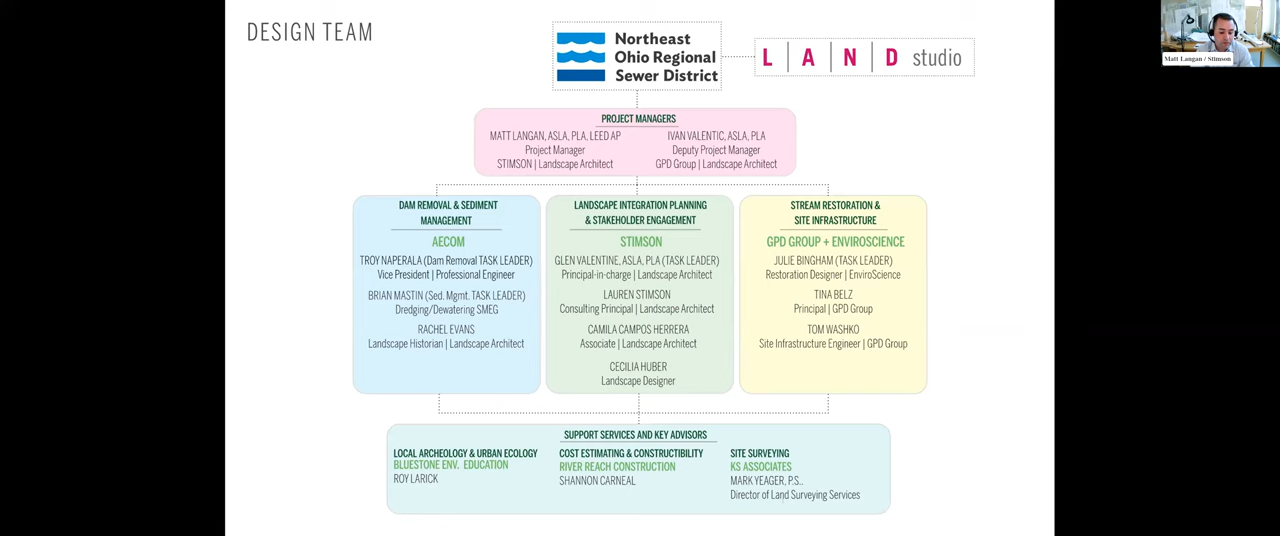 DESIGN TEAM
Northeast
Ohio Regional
Sewer District
L|A|N|D studio
Matt Langan / Stimson
PROJECT MANAGERS
MATT LANGAN, ASLA, PLA, LEED AP
Project Manager
STIMSON | Landscape Architect
IVAN VALENTIC, ASLA, PLA
Deputy Project Manager
GPD Group | Landscape Architect
DAM REMOVAL & SEDIMENT
MANAGEMENT
AECOM
TROY NAPERALA (Dam Removal TASK LEADER)
Vice President | Professional Engineer
BRIAN MASTIN (Sed. Mgmt. TASK LEADER)
Dredging/Dewatering SMEG
RACHEL EVANS
Landscape Historian | Landscape Architect
LANDSCAPE INTEGRATION PLANNING
& STAKEHOLDER ENGAGEMENT
STIMSON
GLEN VALENTINE, ASLA, PLA (TASK LEADER)
Principal-in-charge | Landscape Architect
LAUREN STIMSON
Consulting Principal | Landscape Architect
CAMILA CAMPOS HERRERA
Associate | Landscape Architect
CECILIA HUBER
Landscape Designer
STREAM RESTORATION &
SITE INFRASTRUCTURE
GPD GROUP + ENVIROSCIENCE
JULIE BINGHAM (TASK LEADER)
Restoration Designer | EnviroScience
TINA BELZ
Principal | GPD Group
TOM WASHKO
Site Infrastructure Engineer | GPD Group
SUPPORT SERVICES AND KEY ADVISORS
LOCAL ARCHEOLOGY & URBAN ECOLOGY
BLUESTONE ENV. EDUCATION
ROY LARICK
COST ESTIMATING & CONSTRUCTIBILITY
RIVER REACH CONSTRUCTION
SHANNON CARNEAL
SITE SURVEYING
KS ASSOCIATES
MARK YEAGER, P.S..
Director of Land Surveying Services